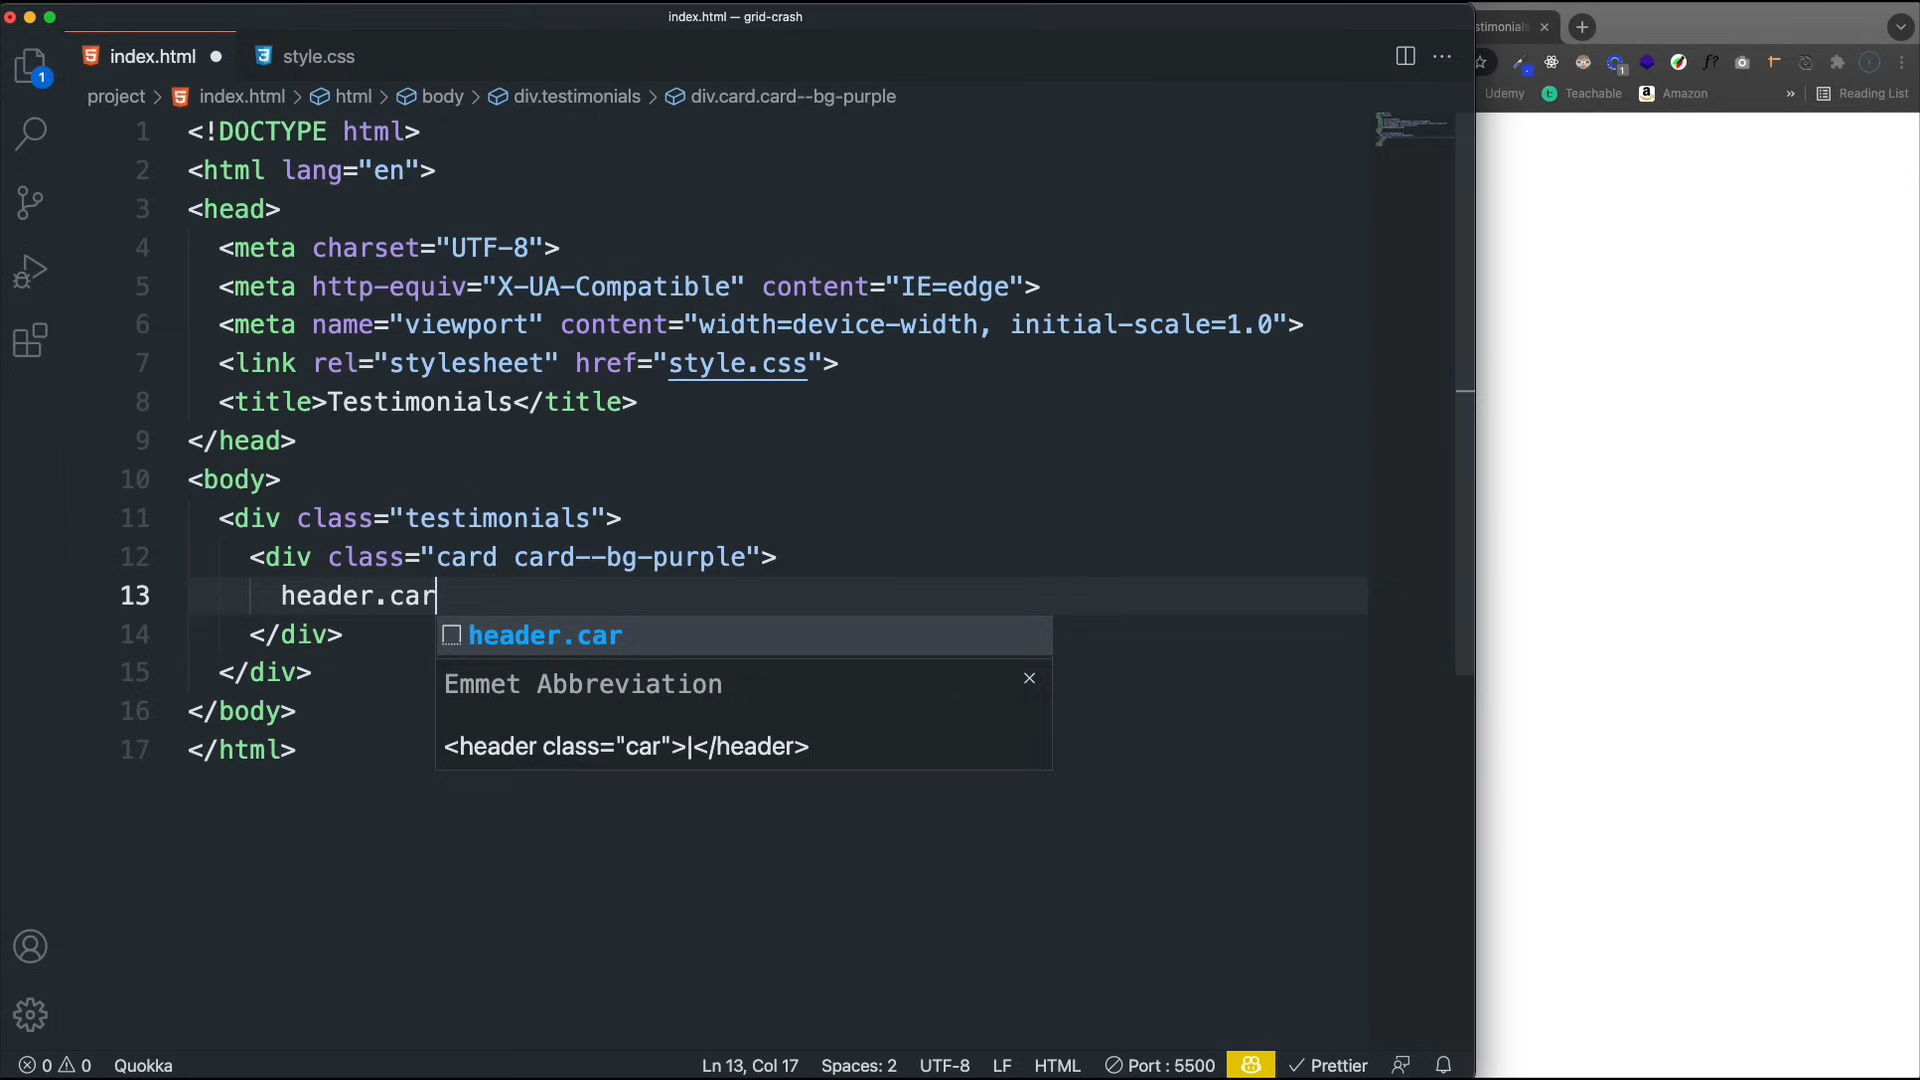 index.html — grid-crash
index.html
style.css
stimonials
project > index.html > html > body > div.testimonials > div.card.card--bg-purple
Udemy
Teachable
Amazon
»
Reading List
1
1
f?
1 <!DOCTYPE html>
2 <html lang="en">
3 <head>
4 <meta charset="UTF-8">
5 <meta http-equiv="X-UA-Compatible" content="IE=edge">
6 <meta name="viewport" content="width=device-width, initial-scale=1.0">
7 <link rel="stylesheet" href="style.css">
8 <title>Testimonials</title>
9 </head>
10 <body>
11 <div class="testimonials">
12 <div class="card card--bg-purple">
13 header.car
14 </div>
header.car
15 </div>
Emmet Abbreviation
16 </body>
17 </html>
<header class="car">|</header>
0 0 Quokka Ln 13, Col 17 Spaces: 2 UTF-8 LF HTML Port : 5500 Prettier